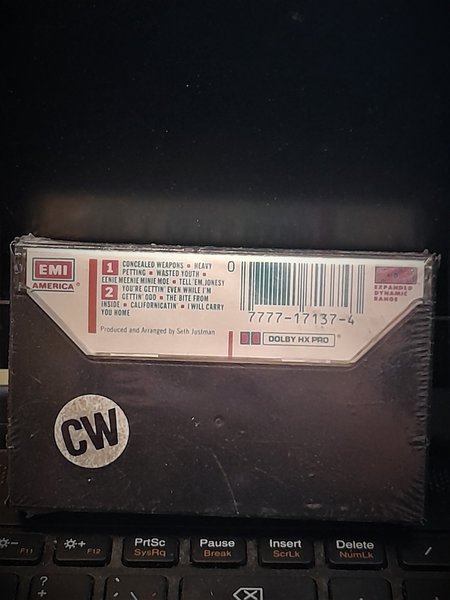 EMI
AMERICA®
1 CONCEALED WEAPONS ▪ HEAVY
PETTING ▪ WASTED YOUTH ▪
EENIE MEENIE MINIE MOE ▪ TELL 'EM, JONESY
2 YOU'RE GETTIN' EVEN WHILE I'M
GETTIN' ODD ▪ THE BITE FROM
INSIDE ▪ CALIFORNICATIN' ▪ I WILL CARRY
YOU HOME
Produced and Arranged by Seth Justman
0
7777-17137-4
DOLBY HX PRO
EXPANDED
DYNAMIC
RANGE
CW
F11
F12
PrtSc
SysRq
Pause
Break
Insert
ScrLk
Delete
NumLk
/
?